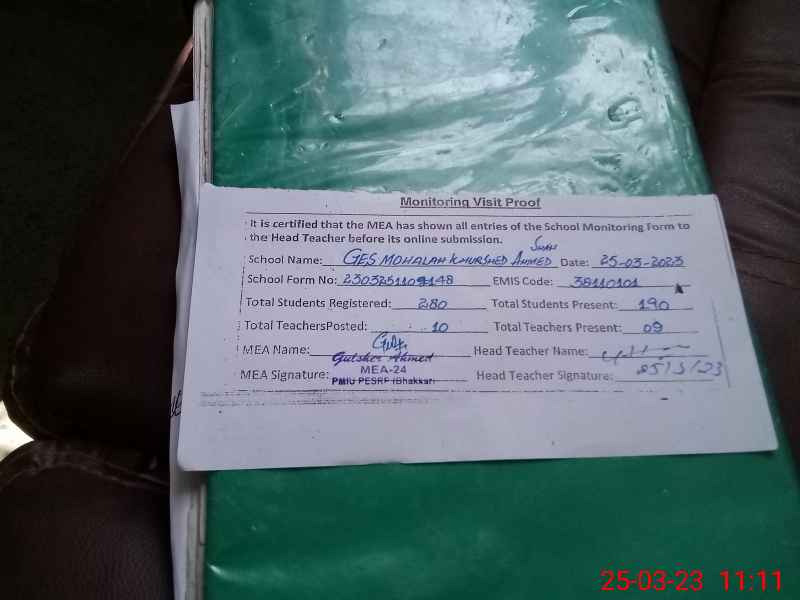 Monitoring Visit Proof
It is certified that the MEA has shown all entries of the School Monitoring Form to
the Head Teacher before its online submission.
School Name: GES MOHALAH KHURSHED AHMED SHAH Date: 25-03-2023
School Form No: EMIS Code: 38110101
Total Students Registered: 280 Total Students Present: 190
Total TeachersPosted: 10 Total Teachers Present: 09
MEA Name: Head Teacher Name:
Gulsher Ahmed
MEA-24
MEA Signature: PMIU PESRP (Bhakkar) Head Teacher Signature: 25/3/23
25-03-23 11:11